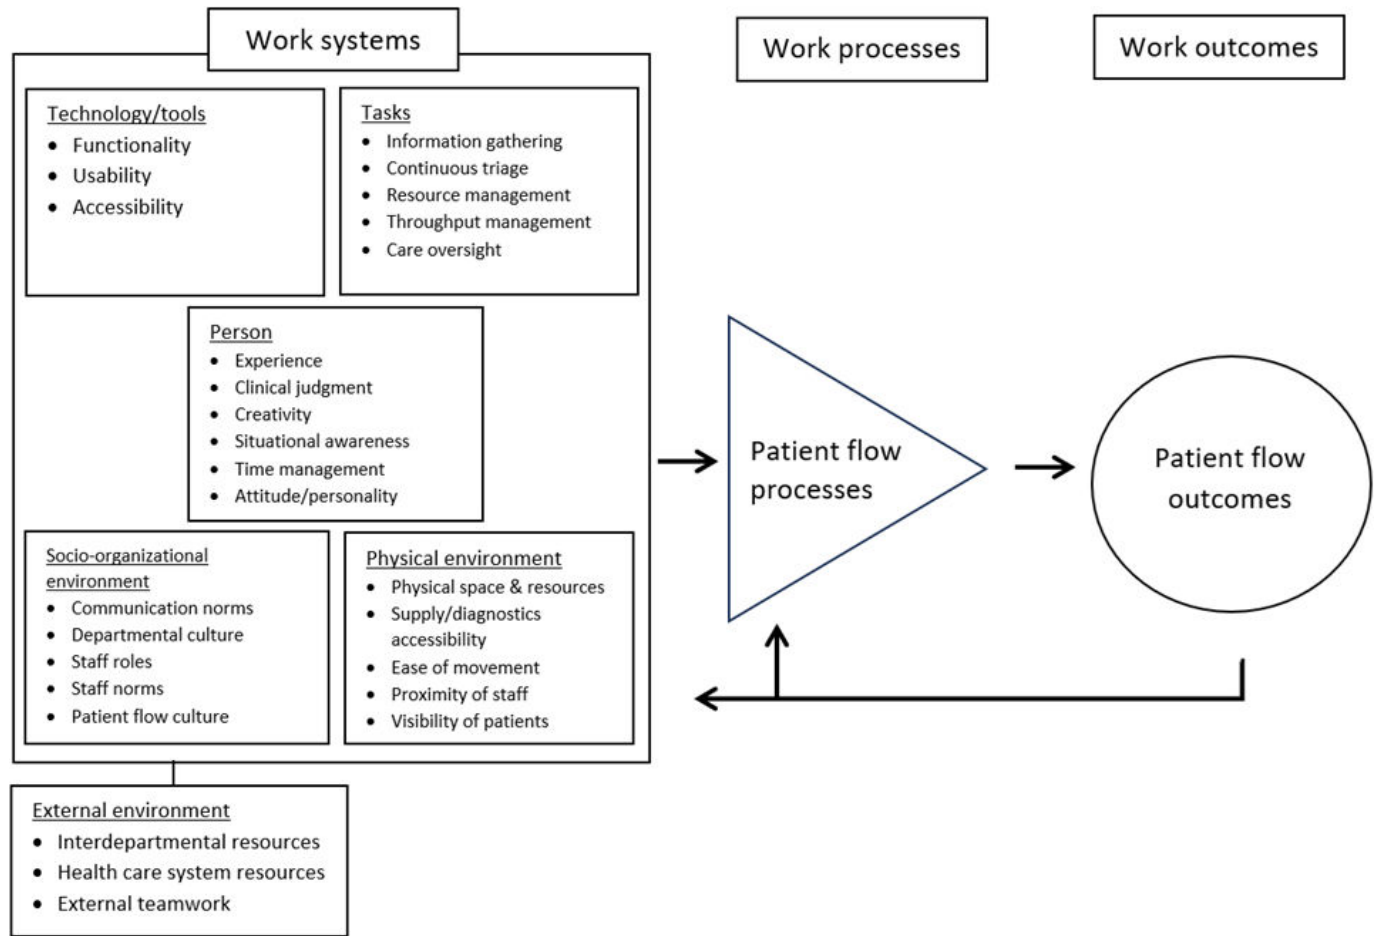 Work systems
Work processes
Work outcomes
Technology/tools
• Functionality
• Usability
• Accessibility
Tasks
• Information gathering
• Continuous triage
• Resource management
• Throughput management
• Care oversight
Person
• Experience
• Clinical judgment
• Creativity
• Situational awareness
• Time management
• Attitude/personality
Socio-organizational
environment
• Communication norms
• Departmental culture
• Staff roles
• Staff norms
• Patient flow culture
Physical environment
• Physical space & resources
• Supply/diagnostics
accessibility
• Ease of movement
• Proximity of staff
• Visibility of patients
External environment
• Interdepartmental resources
• Health care system resources
• External teamwork
Patient flow
processes
Patient flow
outcomes